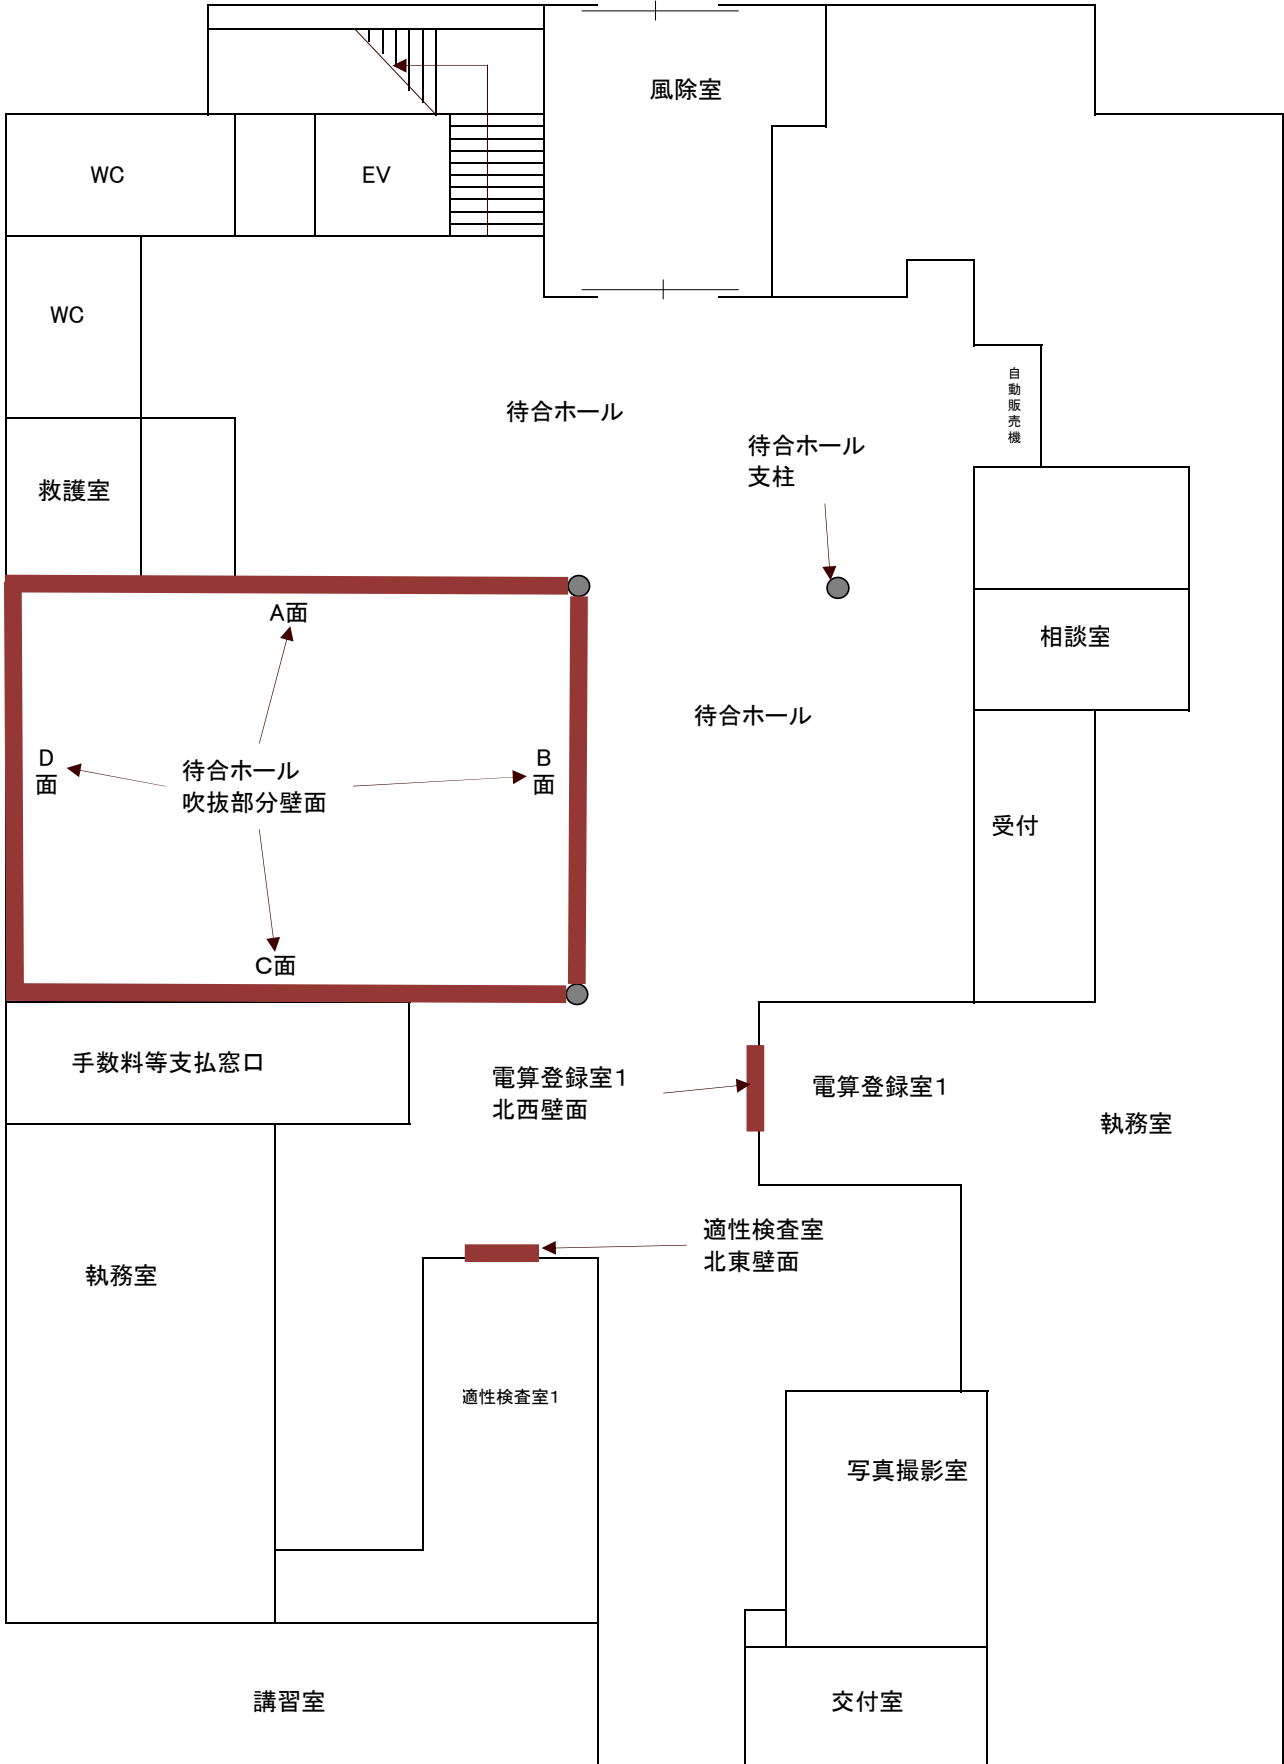 風除室
WC
EV
WC
待合ホール
自動販売機
待合ホール
支柱
救護室
A面
相談室
待合ホール
D
面
待合ホール
吹抜部分壁面
B
面
受付
C面
手数料等支払窓口
電算登録室1
北西壁面
電算登録室1
執務室
適性検査室
北東壁面
執務室
適性検査室1
写真撮影室
講習室
交付室